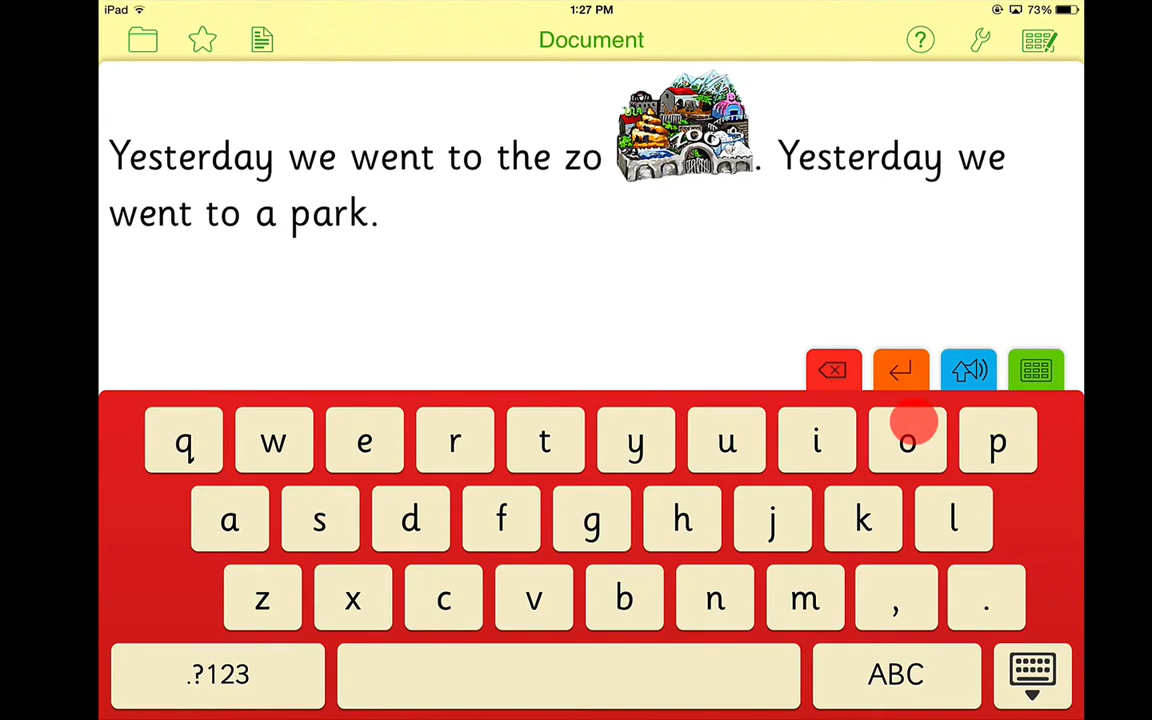 iPad 1:27 PM 73%
Document
Yesterday we went to the zo ZOO . Yesterday we
went to a park.
q w e r t y u i o p
a s d f g h j k l
z x c v b n m , .
.?123 ABC